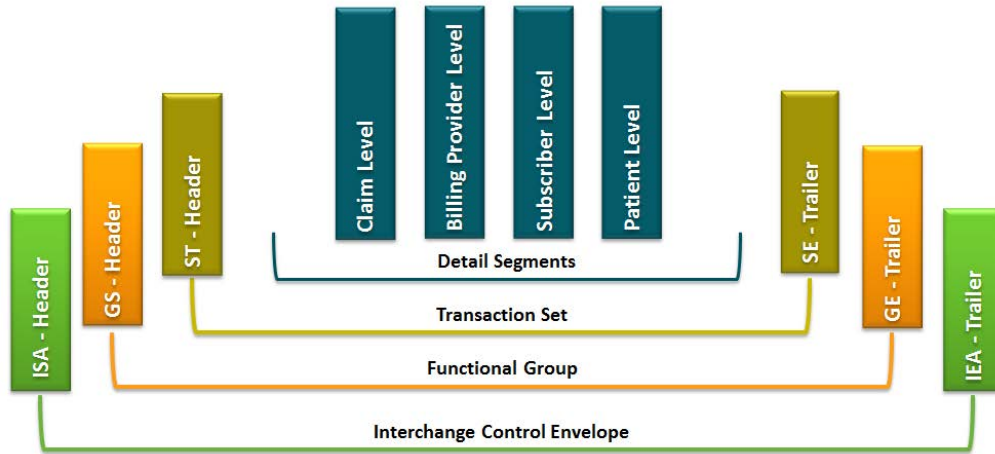 ISA - Header
GS - Header
ST - Header
Claim Level
Billing Provider Level
Subscriber Level
Patient Level
SE - Trailer
GE - Trailer
IEA - Trailer
Detail Segments
Transaction Set
Functional Group
Interchange Control Envelope